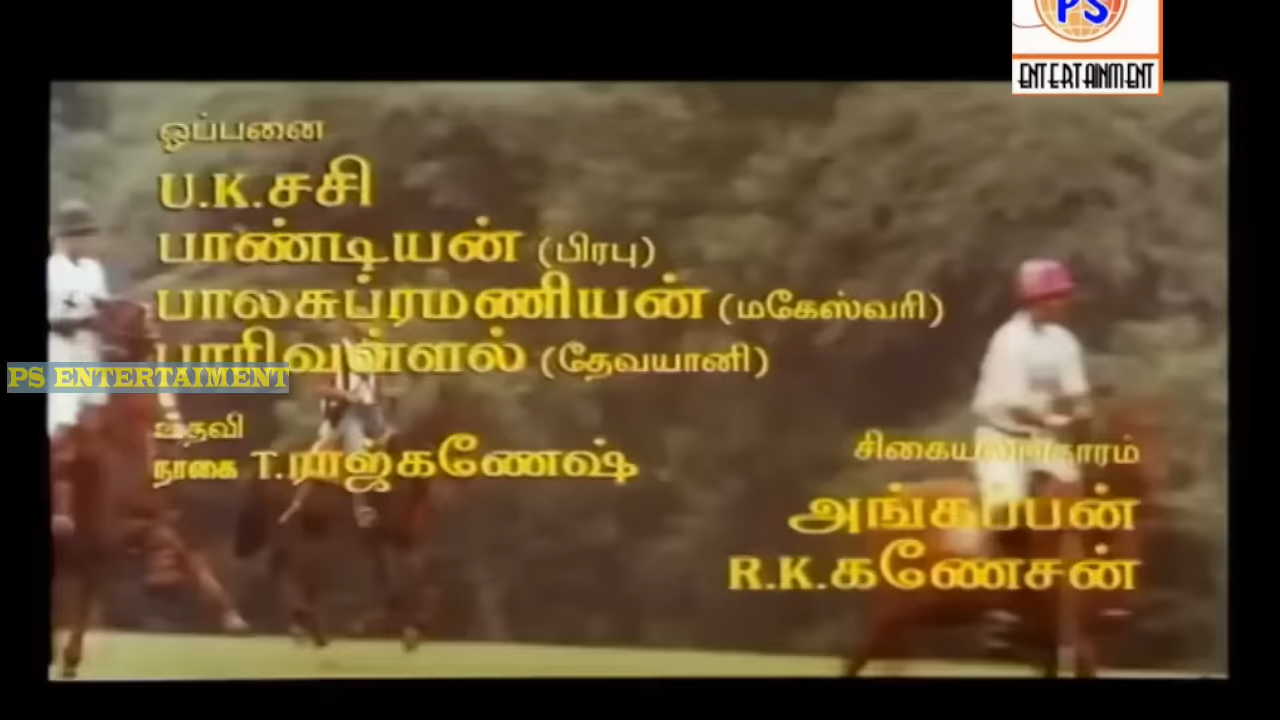 PS
ENTERTAINMENT
ஒப்பனை
U.K.சசி
பாண்டியன் (பிரபு)
பாலசுப்ரமணியன் (மகேஸ்வரி)
பாரிவள்ளல் (தேவயானி)
PS ENTERTAIMENT
உதவி
நாகை T.ராஜ்கணேஷ்
சிகையலங்காரம்
அங்கப்பன்
R.K.கணேசன்